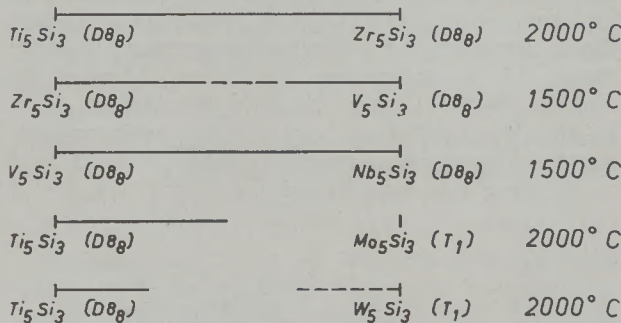 Ti₅Si₃ (D8₈) Zr₅Si₃ (D8₈) 2000° C
Zr₅Si₃ (D8₈) V₅Si₃ (D8₈) 1500° C
V₅Si₃ (D8₈) Nb₅Si₃ (D8₈) 1500° C
Ti₅Si₃ (D8₈) Mo₅Si₃ (T₁) 2000° C
Ti₅Si₃ (D8₈) W₅Si₃ (T₁) 2000° C